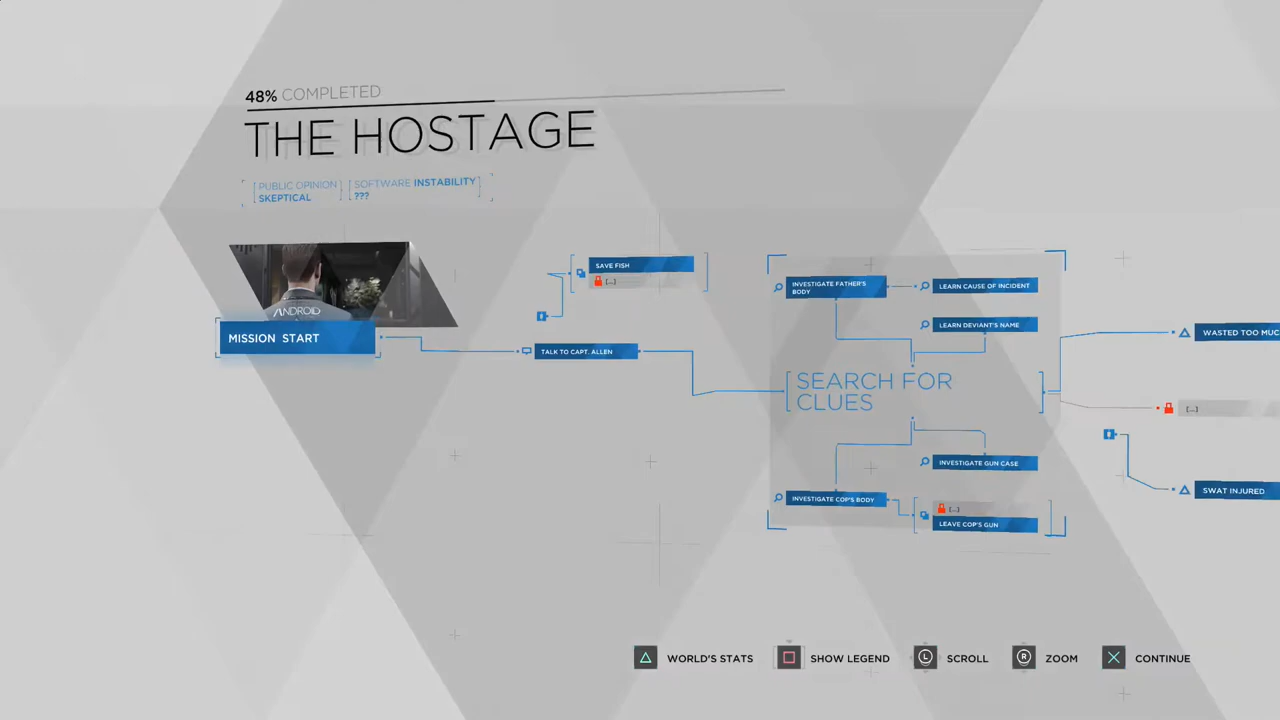 48% COMPLETED
THE HOSTAGE
PUBLIC OPINION
SKEPTICAL
SOFTWARE INSTABILITY
???
ANDROID
MISSION START
SAVE FISH
[...]
TALK TO CAPT. ALLEN
INVESTIGATE FATHER'S
BODY
LEARN CAUSE OF INCIDENT
LEARN DEVIANT'S NAME
SEARCH FOR
CLUES
INVESTIGATE GUN CASE
INVESTIGATE COP'S BODY
[...]
LEAVE COP'S GUN
WASTED TOO MUC
[...]
SWAT INJURED
WORLD'S STATS
SHOW LEGEND
L
SCROLL
R
ZOOM
CONTINUE